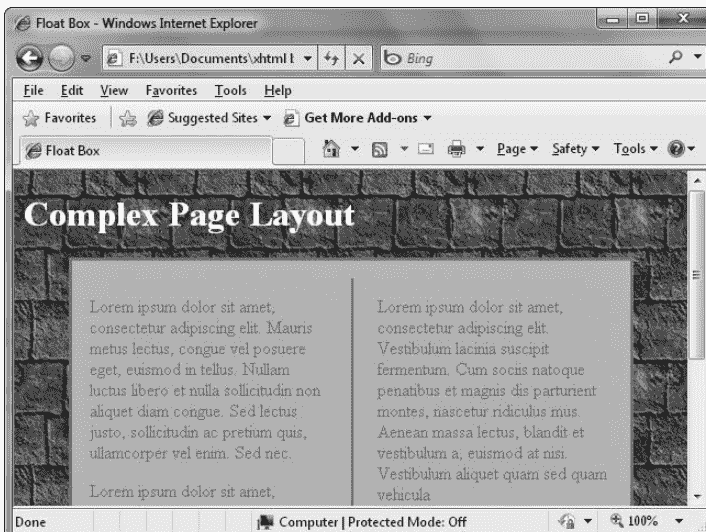 Float Box - Windows Internet Explorer
F:\Users\Documents\xhtml b
Bing
File Edit View Favorites Tools Help
Favorites Suggested Sites Get More Add-ons
Float Box Page Safety Tools
Complex Page Layout
Lorem ipsum dolor sit amet,
consectetur adipiscing elit. Mauris
metus lectus, congue vel posuere
eget, euismod in tellus. Nullam
luctus libero et nulla sollicitudin non
aliquet diam congue. Sed lectus
justo, sollicitudin ac pretium quis,
ullamcorper vel enim. Sed nec.
Lorem ipsum dolor sit amet,
Lorem ipsum dolor sit amet,
consectetur adipiscing elit.
Vestibulum lacinia suscipit
fermentum. Cum sociis natoque
penatibus et magnis dis parturient
montes, nascetur ridiculus mus.
Aenean massa lectus, blandit et
vestibulum a, euismod at nisi.
Vestibulum aliquet quam sed quam
vehicula
Done Computer | Protected Mode: Off 100%